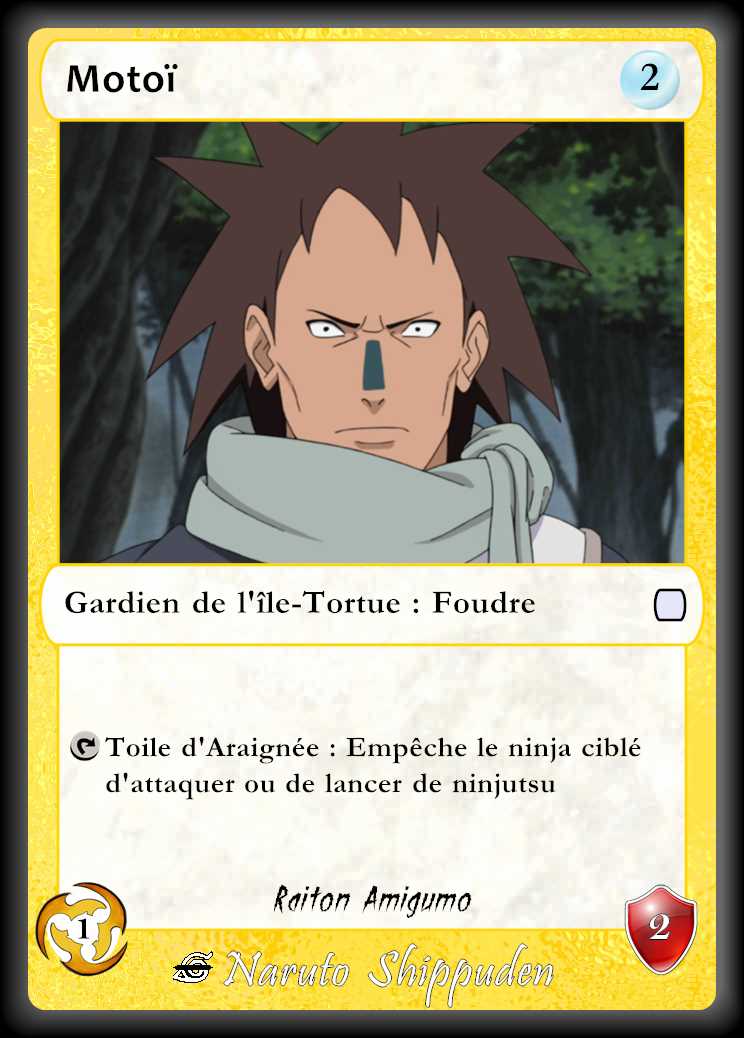 Motoï
2
Gardien de l'île-Tortue : Foudre
Toile d'Araignée : Empêche le ninja ciblé
d'attaquer ou de lancer de ninjutsu
Raiton Amigumo
1
2
Naruto Shippuden